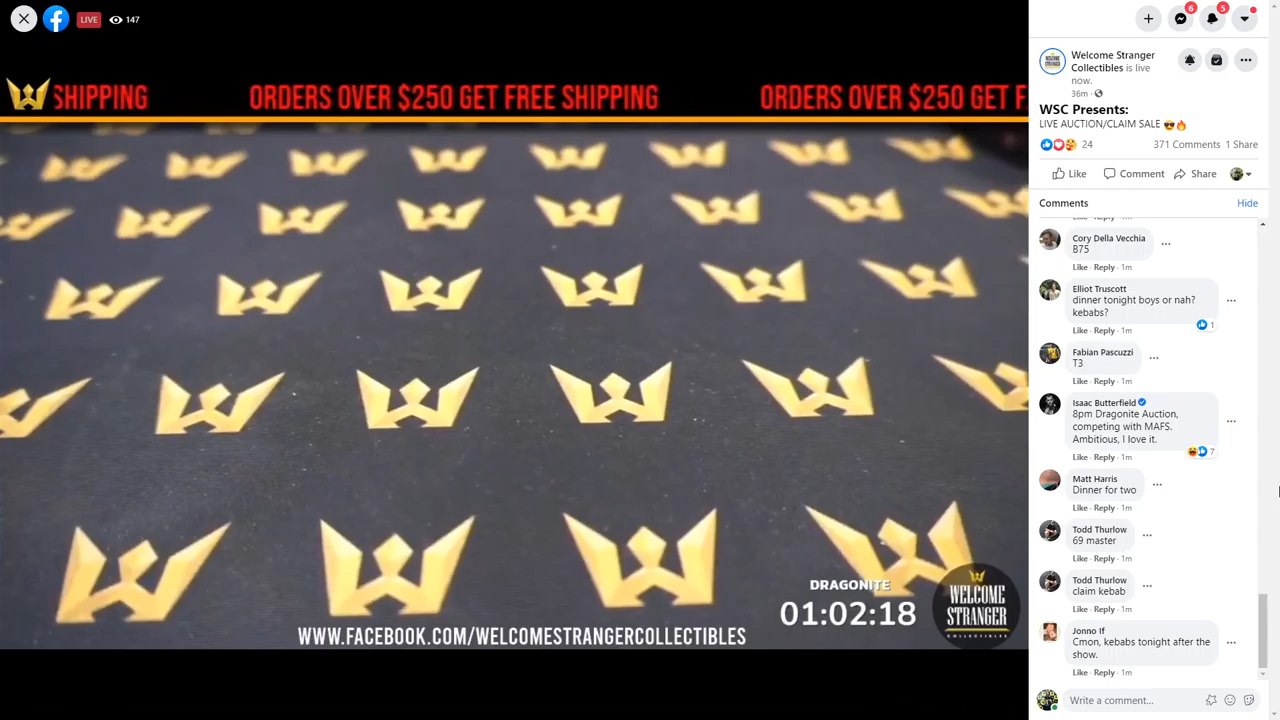 LIVE
147
SHIPPING
ORDERS OVER $250 GET FREE SHIPPING
ORDERS OVER $250 GET F
DRAGONITE
01:02:18
WELCOME
STRANGER
COLLECTIBLES
WWW.FACEBOOK.COM/WELCOMESTRANGERCOLLECTIBLES
6
5
Welcome Stranger
Collectibles is live
now.
36m ·
WSC Presents:
LIVE AUCTION/CLAIM SALE 😎🔥
24
371 Comments 1 Share
Like
Comment
Share
Comments
Hide
Like · Reply · 1m
Cory Della Vecchia
B75
Like · Reply · 1m
Elliot Truscott
dinner tonight boys or nah?
kebabs?
1
Like · Reply · 1m
Fabian Pascuzzi
T3
Like · Reply · 1m
Isaac Butterfield
8pm Dragonite Auction,
competing with MAFS.
Ambitious, I love it.
7
Like · Reply · 1m
Matt Harris
Dinner for two
Like · Reply · 1m
Todd Thurlow
69 master
Like · Reply · 1m
Todd Thurlow
claim kebab
Like · Reply · 1m
Jonno If
Cmon, kebabs tonight after the
show.
Like · Reply · 1m
Write a comment...